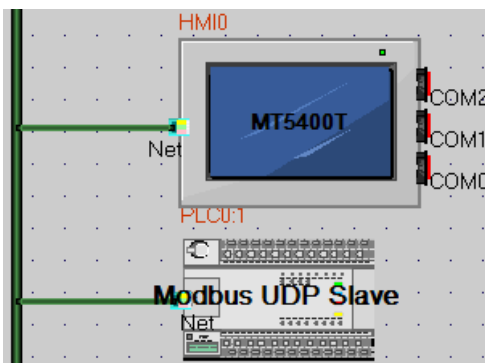 HMI0
MT5400T
COM2
COM1
COM0
Net
PLC0:1
Modbus UDP Slave
Net